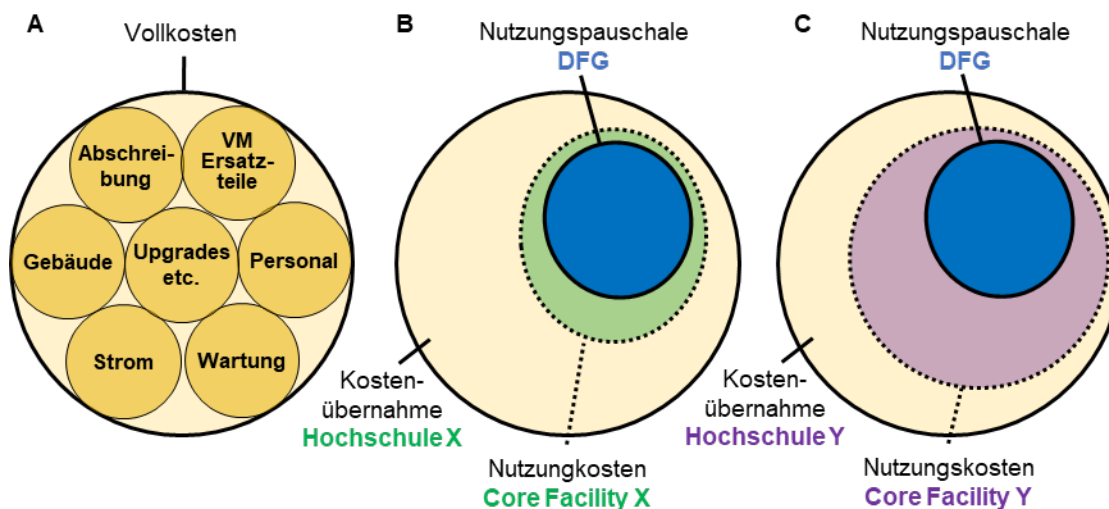 A
Vollkosten
Abschrei-
bung
VM
Ersatz-
teile
Gebäude
Upgrades
etc.
Personal
Strom
Wartung
B
Nutzungspauschale
DFG
Kosten-
übernahme
Hochschule X
Nutzungkosten
Core Facility X
C
Nutzungspauschale
DFG
Kosten-
übernahme
Hochschule Y
Nutzungskosten
Core Facility Y